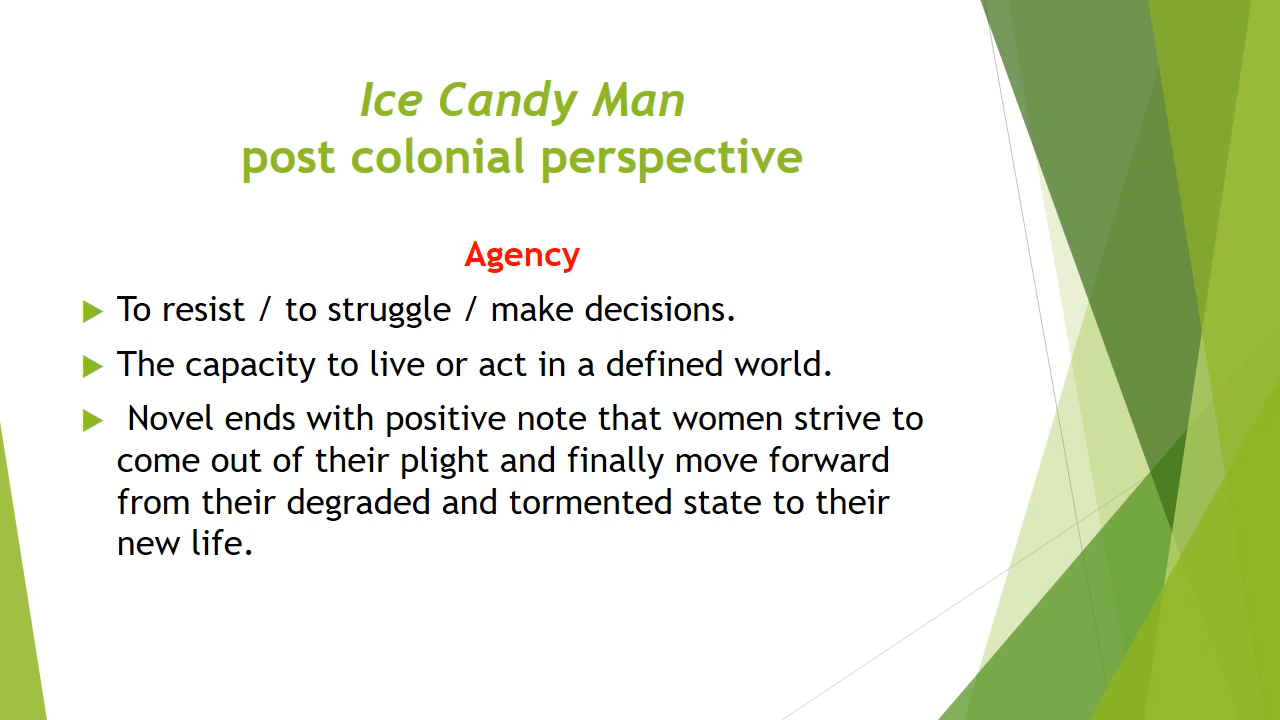 Ice Candy Man
post colonial perspective
Agency
To resist / to struggle / make decisions.
The capacity to live or act in a defined world.
Novel ends with positive note that women strive to
come out of their plight and finally move forward
from their degraded and tormented state to their
new life.